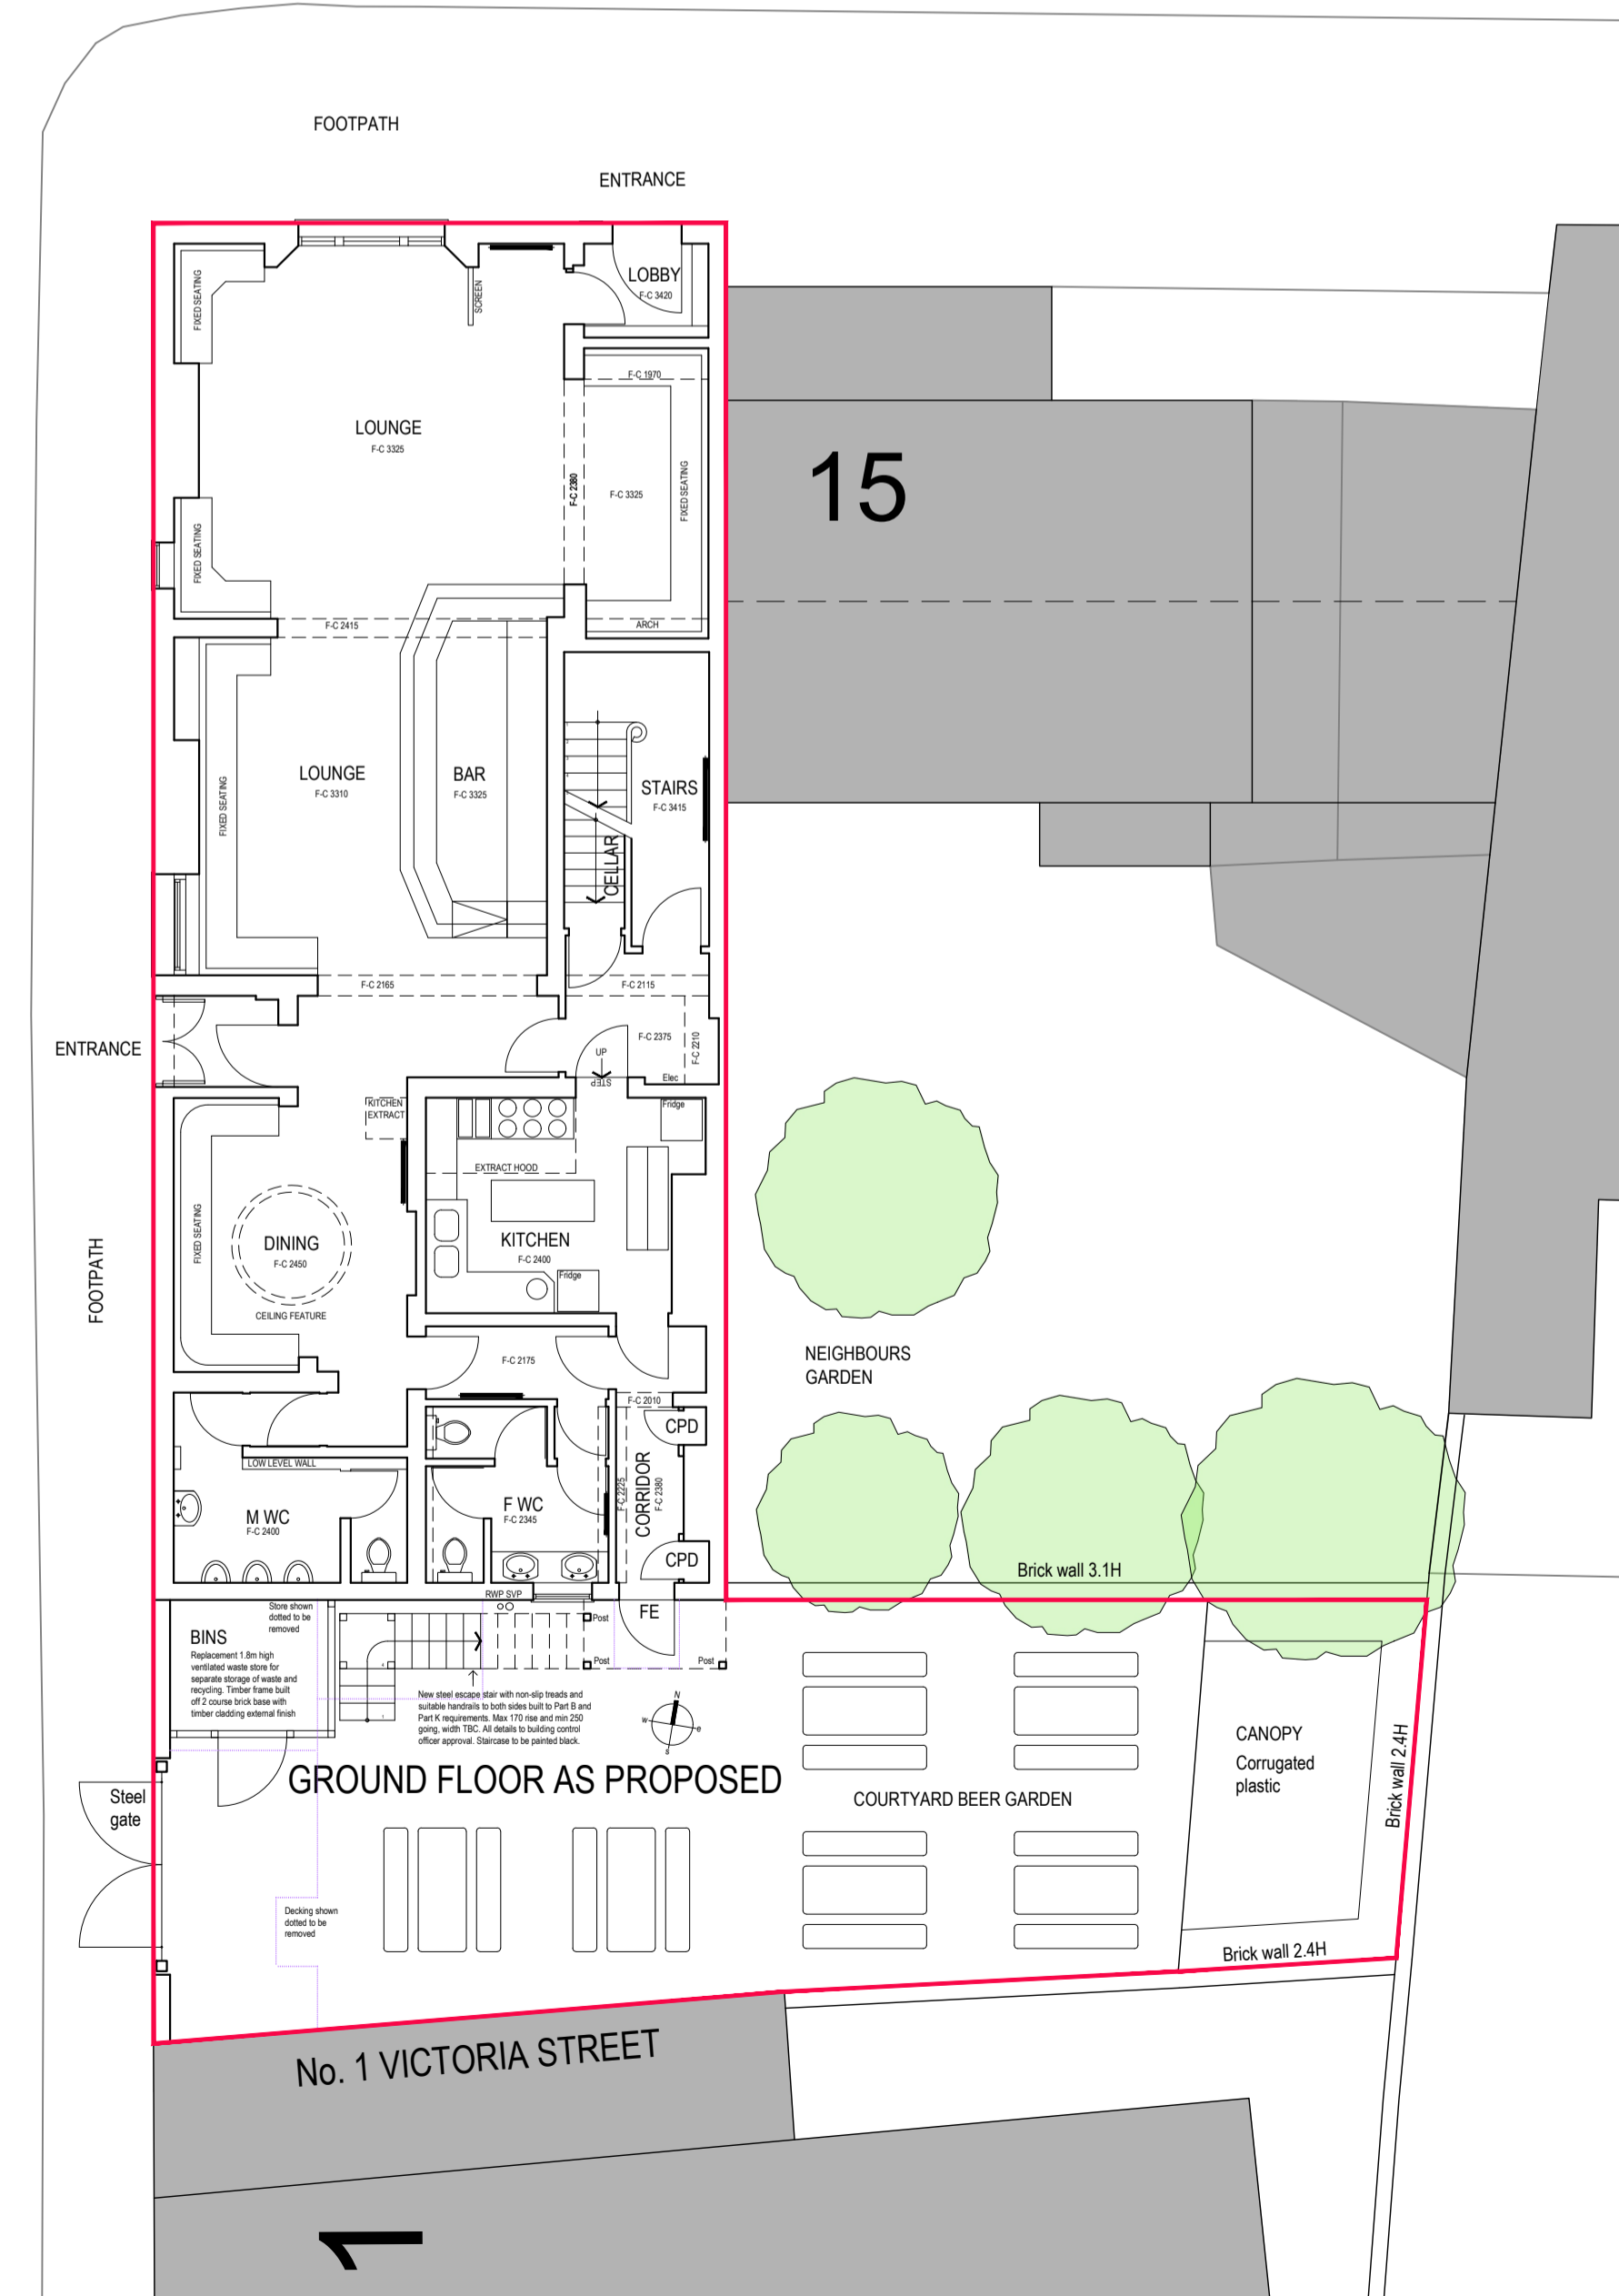 FOOTPATH
ENTRANCE
LOBBY
F-C 3420
FIXED SEATING
SCREEN
F-C 1970
LOUNGE
F-C 3325
F-C 2380
F-C 3325
FIXED SEATING
15
FIXED SEATING
F-C 2415
ARCH
LOUNGE
F-C 3310
BAR
F-C 3325
STAIRS
F-C 3415
FIXED SEATING
CELLAR
F-C 2165
F-C 2115
ENTRANCE
F-C 2375
F-C 2210
UP
STEP
Elec
KITCHEN
EXTRACT
Fridge
EXTRACT HOOD
FIXED SEATING
DINING
F-C 2450
KITCHEN
F-C 2400
Fridge
CEILING FEATURE
FOOTPATH
F-C 2175
NEIGHBOURS
GARDEN
F-C 2010
CPD
LOW LEVEL WALL
F-C 2225
CORRIDOR
F-C 2380
M WC
F-C 2400
F WC
F-C 2345
CPD
Brick wall 3.1H
RWP SVP
Store shown
dotted to be
removed
Post
FE
BINS
Replacement 1.8m high
ventilated waste store for
separate storage of waste and
recycling. Timber frame built
off 2 course brick base with
timber cladding external finish
Post
Post
New steel escape stair with non-slip treads and
suitable handrails to both sides built to Part B and
Part K requirements. Max 170 rise and min 250
going, width TBC. All details to building control
officer approval. Staircase to be painted black.
N
w
e
s
CANOPY
Corrugated
plastic
Brick wall 2.4H
GROUND FLOOR AS PROPOSED
Steel
gate
COURTYARD BEER GARDEN
Decking shown
dotted to be
removed
Brick wall 2.4H
No. 1 VICTORIA STREET
1